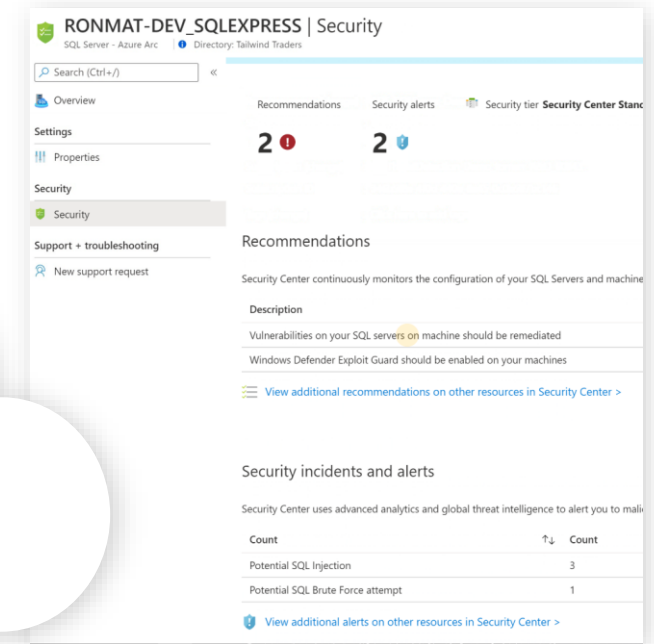 RONMAT-DEV_SQLEXPRESS | Security
SQL Server - Azure Arc Directory: Tailwind Traders
Search (Ctrl+/) «
Overview
Settings
Properties
Security
Security
Support + troubleshooting
New support request
Recommendations Security alerts Security tier Security Center Stand
2 2
Recommendations
Security Center continuously monitors the configuration of your SQL Servers and machine
Description
Vulnerabilities on your SQL servers on machine should be remediated
Windows Defender Exploit Guard should be enabled on your machines
View additional recommendations on other resources in Security Center >
Security incidents and alerts
Security Center uses advanced analytics and global threat intelligence to alert you to mali
Count ↑↓ Count
Potential SQL Injection 3
Potential SQL Brute Force attempt 1
View additional alerts on other resources in Security Center >